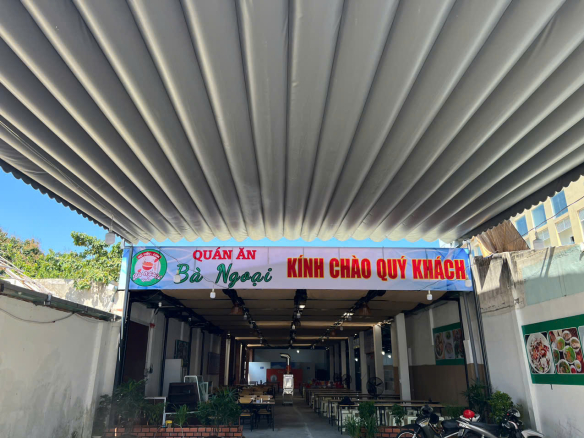 QUÁN ĂN
Bà Ngoại
KÍNH CHÀO QUÝ KHÁCH